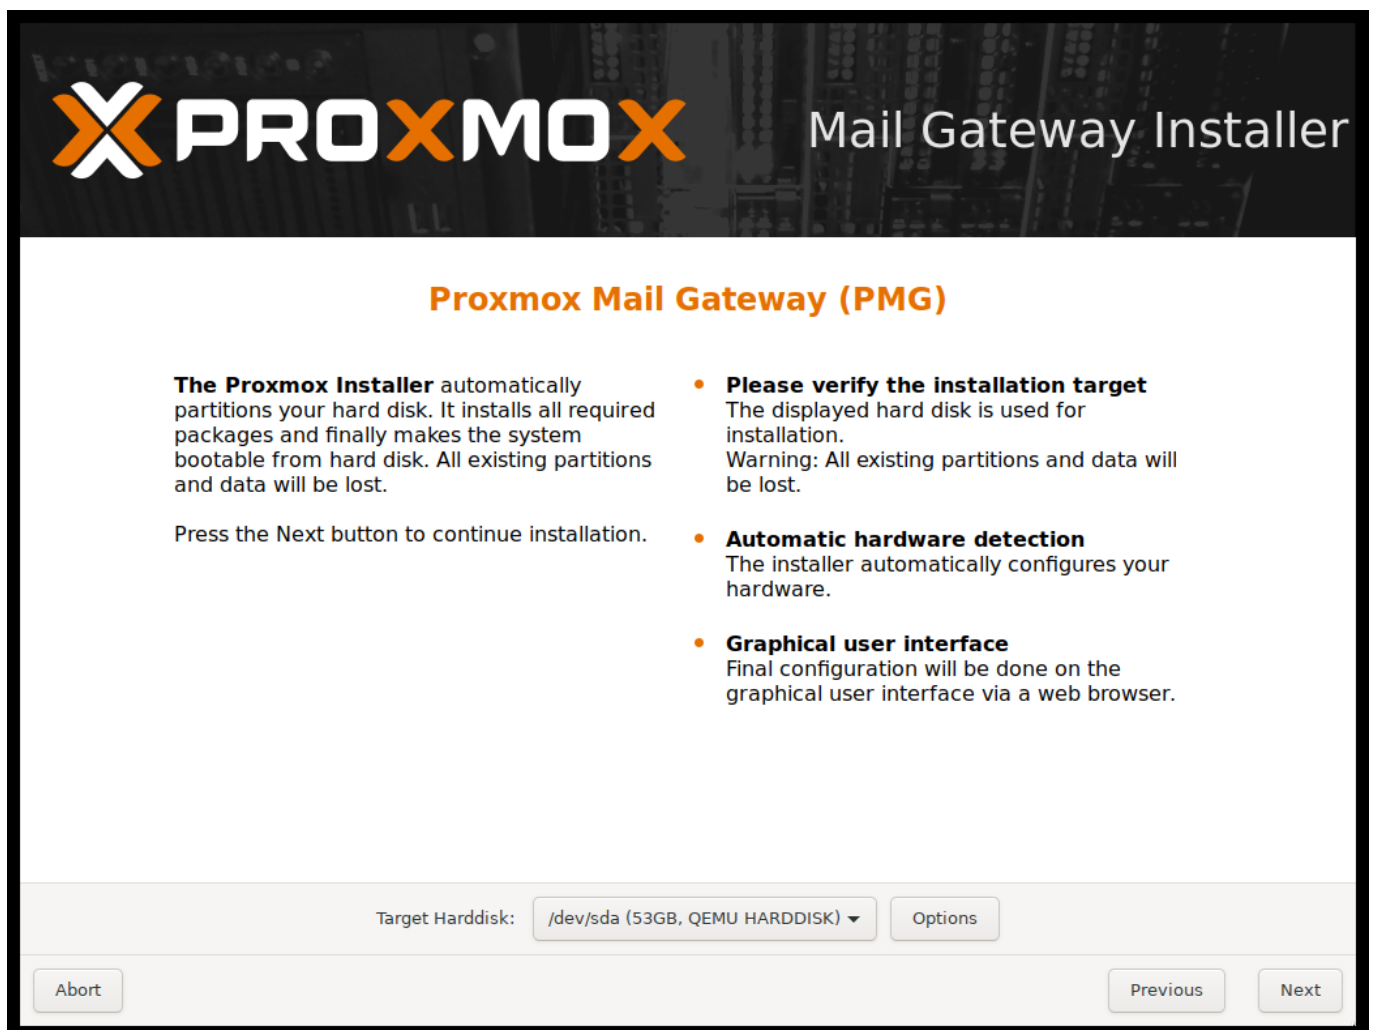 PROXMOX
Mail Gateway Installer
Proxmox Mail Gateway (PMG)
The Proxmox Installer automatically
partitions your hard disk. It installs all required
packages and finally makes the system
bootable from hard disk. All existing partitions
and data will be lost.
Press the Next button to continue installation.
Please verify the installation target
The displayed hard disk is used for
installation.
Warning: All existing partitions and data will
be lost.
Automatic hardware detection
The installer automatically configures your
hardware.
Graphical user interface
Final configuration will be done on the
graphical user interface via a web browser.
Target Harddisk: /dev/sda (53GB, QEMU HARDDISK) Options
Abort Previous Next